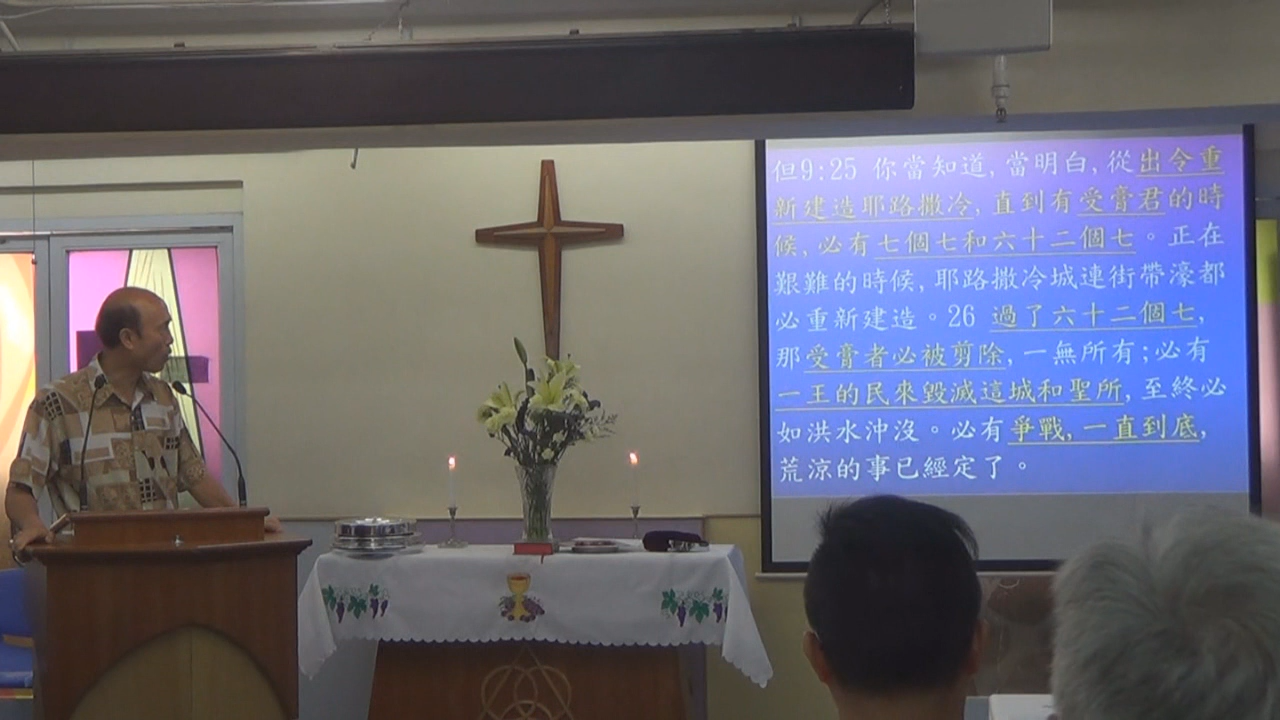 但9:25 你當知道,當明白,從出令重
新建造耶路撒冷,直到有受膏君的時
候,必有七個七和六十二個七。正在
艱難的時候,耶路撒冷城連街帶濠都
必重新建造。26 過了六十二個七,
那受膏者必被剪除,一無所有;必有
一王的民來毀滅這城和聖所,至終必
如洪水沖沒。必有爭戰,一直到底,
荒涼的事已經定了。